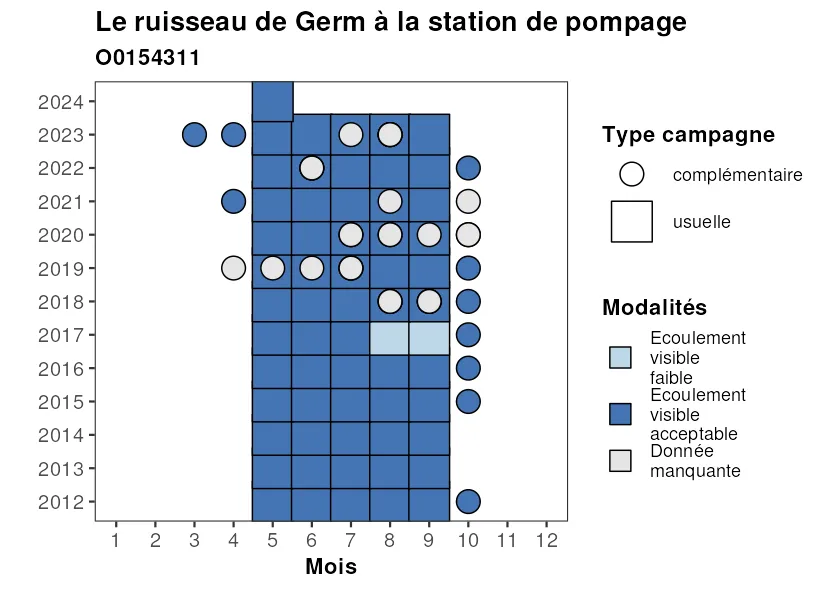 Le ruisseau de Germ à la station de pompage
O0154311
2024
2023
2022
2021
2020
2019
2018
2017
2016
2015
2014
2013
2012
1 2 3 4 5 6 7 8 9 10 11 12
Mois
Type campagne
complémentaire
usuelle
Modalités
Ecoulement
visible
faible
Ecoulement
visible
acceptable
Donnée
manquante